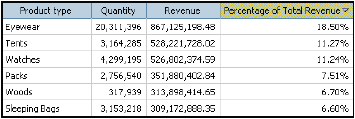 Product type Quantity Revenue Percentage of Total Revenue
Eyewear 20,311,396 867,125,198.48 18.50%
Tents 3,164,285 528,221,728.02 11.27%
Watches 4,299,195 526,802,374.59 11.24%
Packs 2,756,540 351,880,402.84 7.51%
Woods 317,939 313,898,414.65 6.70%
Sleeping Bags 3,153,218 309,172,888.35 6.60%